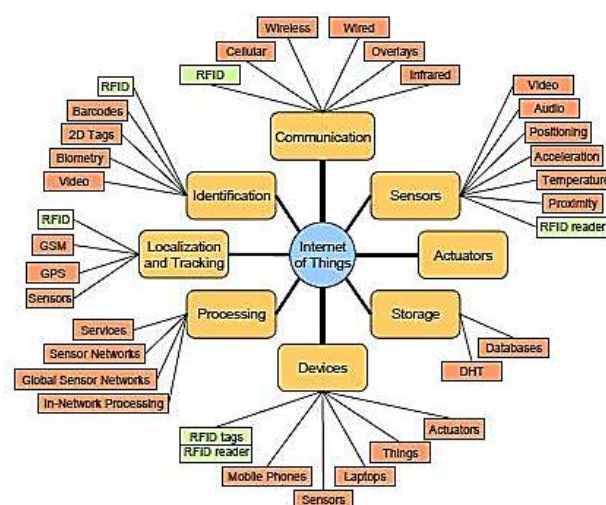 Wireless
Wired
Cellular
Overlays
RFID
Infrared
Communication
RFID
Barcodes
2D Tags
Biometry
Video
Identification
Video
Audio
Positioning
Acceleration
Temperature
Proximity
RFID reader
Sensors
RFID
GSM
GPS
Sensors
Localization
and Tracking
Internet
of Things
Actuators
Services
Sensor Networks
Global Sensor Networks
In-Network Processing
Processing
Storage
Databases
DHT
Devices
RFID tags
RFID reader
Mobile Phones
Sensors
Laptops
Things
Actuators